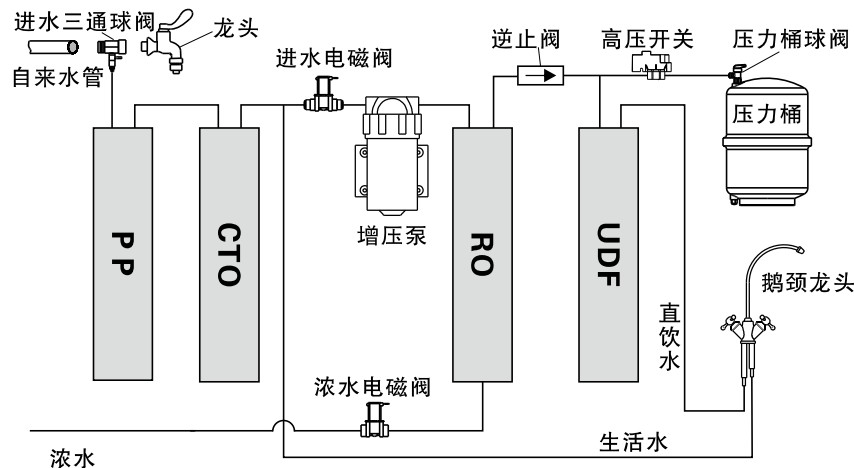 进水三通球阀
龙头
自来水管
进水电磁阀
逆止阀
高压开关
压力桶球阀
压力桶
增压泵
PP
CTO
RO
UDF
鹅颈龙头
直饮水
浓水电磁阀
生活水
浓水